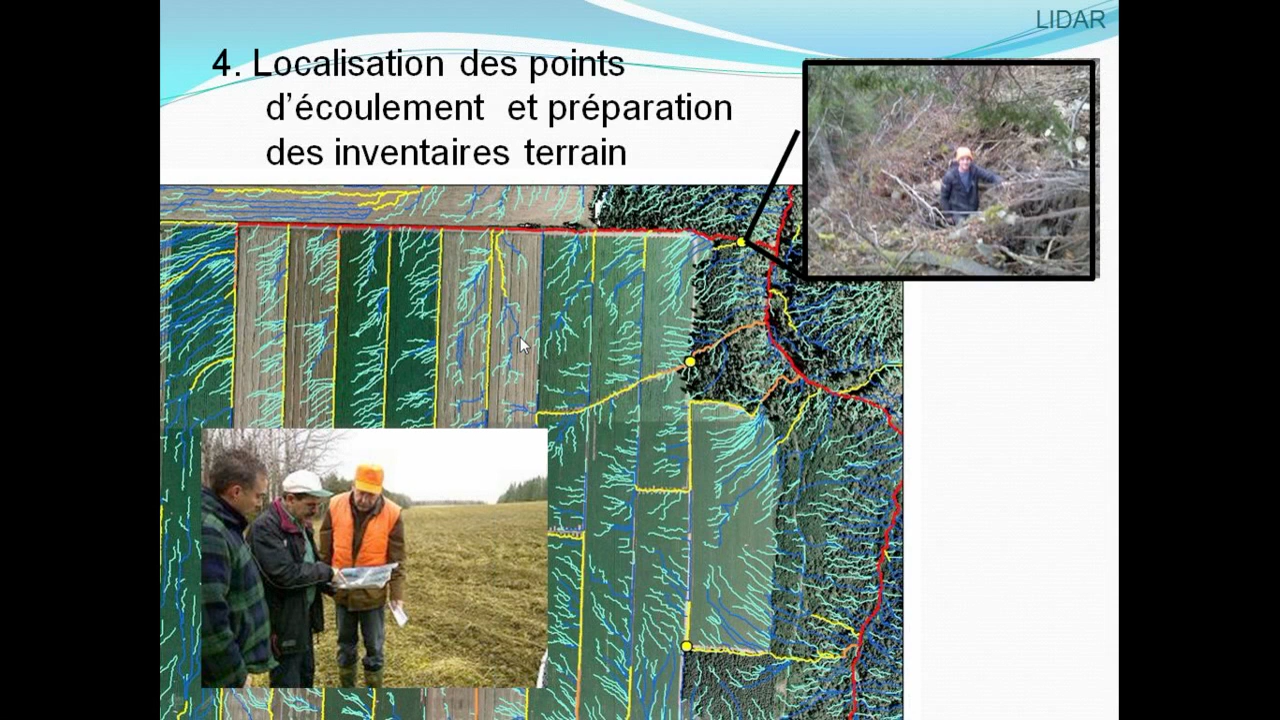 LIDAR
4. Localisation des points
d’écoulement et préparation
des inventaires terrain